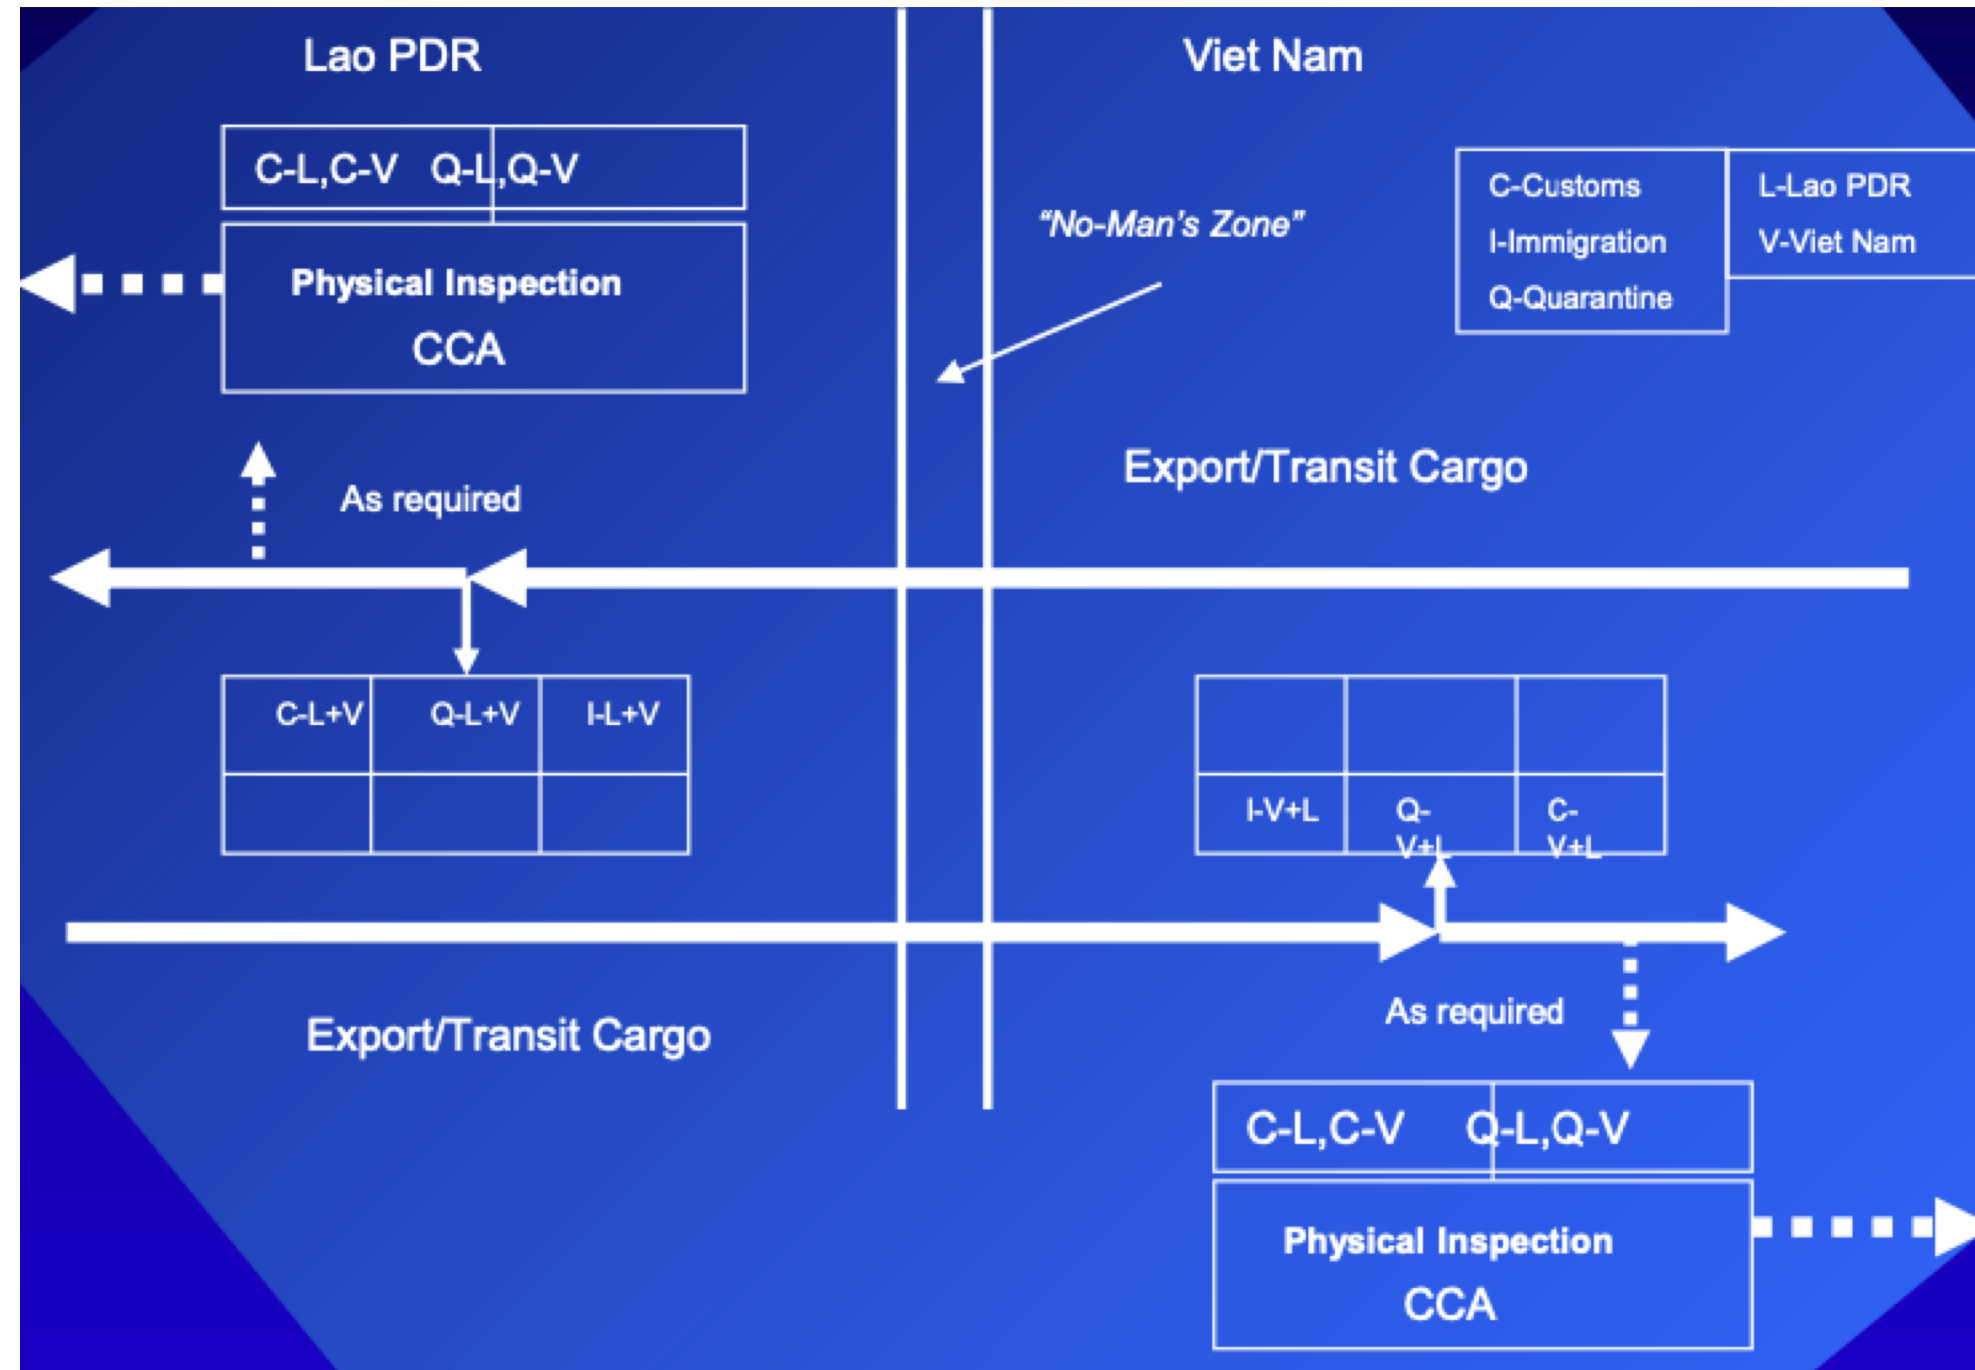 Lao PDR
Viet Nam
C-L,C-V Q-L,Q-V
Physical Inspection
CCA
"No-Man's Zone"
C-Customs
I-Immigration
Q-Quarantine
L-Lao PDR
V-Viet Nam
As required
Export/Transit Cargo
C-L+V Q-L+V I-L+V
I-V+L
Q-
V+L
C-
V+L
Export/Transit Cargo
As required
C-L,C-V Q-L,Q-V
Physical Inspection
CCA